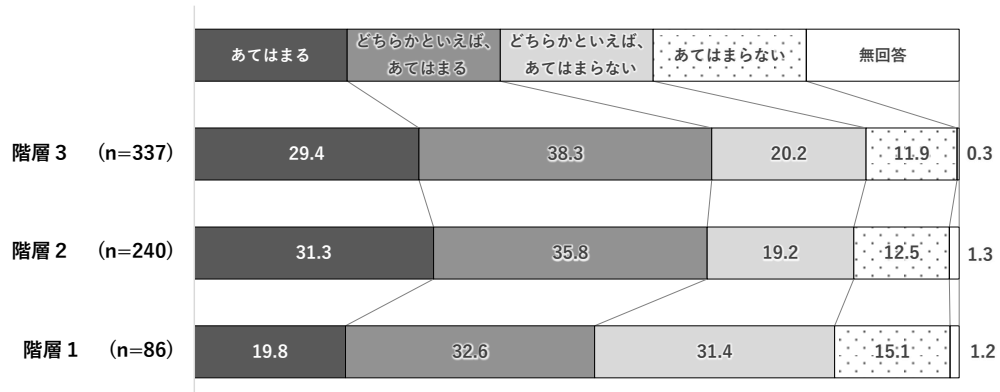 あてはまる
どちらかといえば、
あてはまる
どちらかといえば、
あてはまらない
あてはまらない
無回答
階層3 (n=337) 29.4 38.3 20.2 11.9 0.3
階層2 (n=240) 31.3 35.8 19.2 12.5 1.3
階層1 (n=86) 19.8 32.6 31.4 15.1 1.2